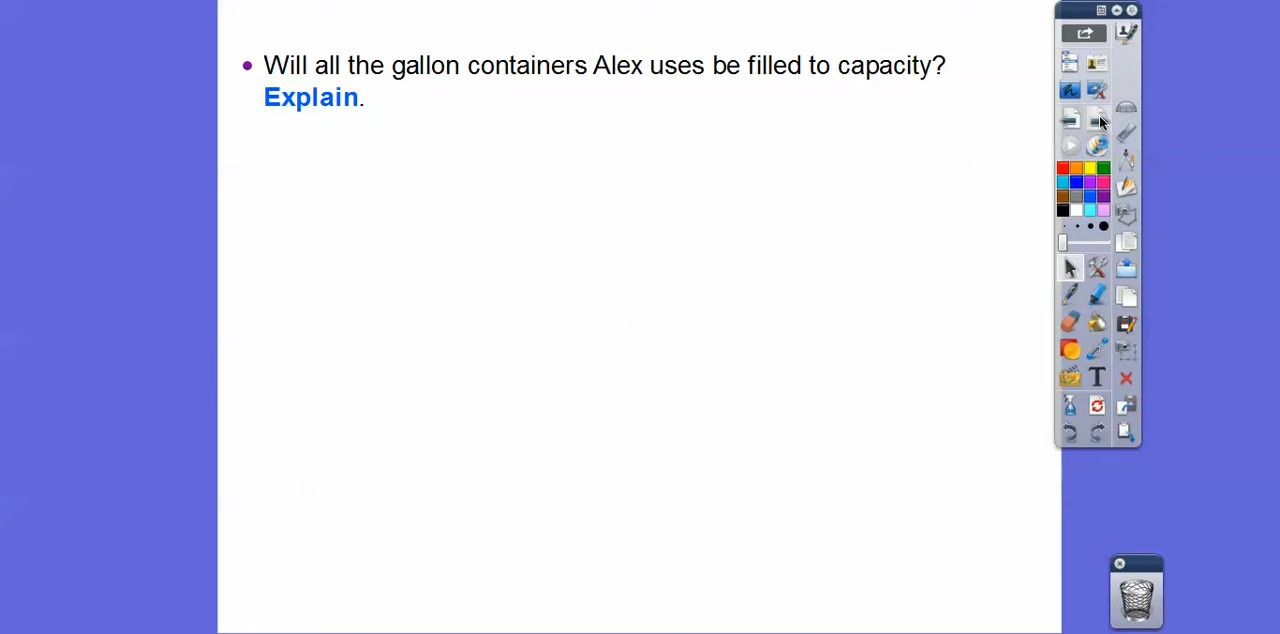 • Will all the gallon containers Alex uses be filled to capacity?
Explain.